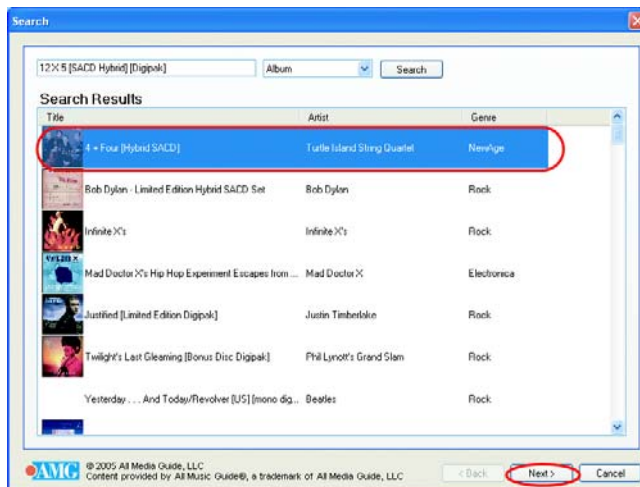 Search
12X5 [SACD Hybrid] [Digipak]
Album
Search
Search Results
Title Artist Genre
4 + Four [Hybrid SACD] Turtle Island String Quartet NewAge
Bob Dylan - Limited Edition Hybrid SACD Set Bob Dylan Rock
Infinite X's Infinite X's Rock
Mad Doctor X's Hip Hop Experiment Escapes from ... Mad Doctor X Electronica
Justified [Limited Edition Digipak] Justin Timberlake Rock
Twilight's Last Gleaming [Bonus Disc Digipak] Phil Lynott's Grand Slam Rock
Yesterday . . . And Today/Revolver [US] [mono dig... Beatles Rock
AMG
© 2005 All Media Guide, LLC
Content provided by All Music Guide®, a trademark of All Media Guide, LLC
< Back Next > Cancel